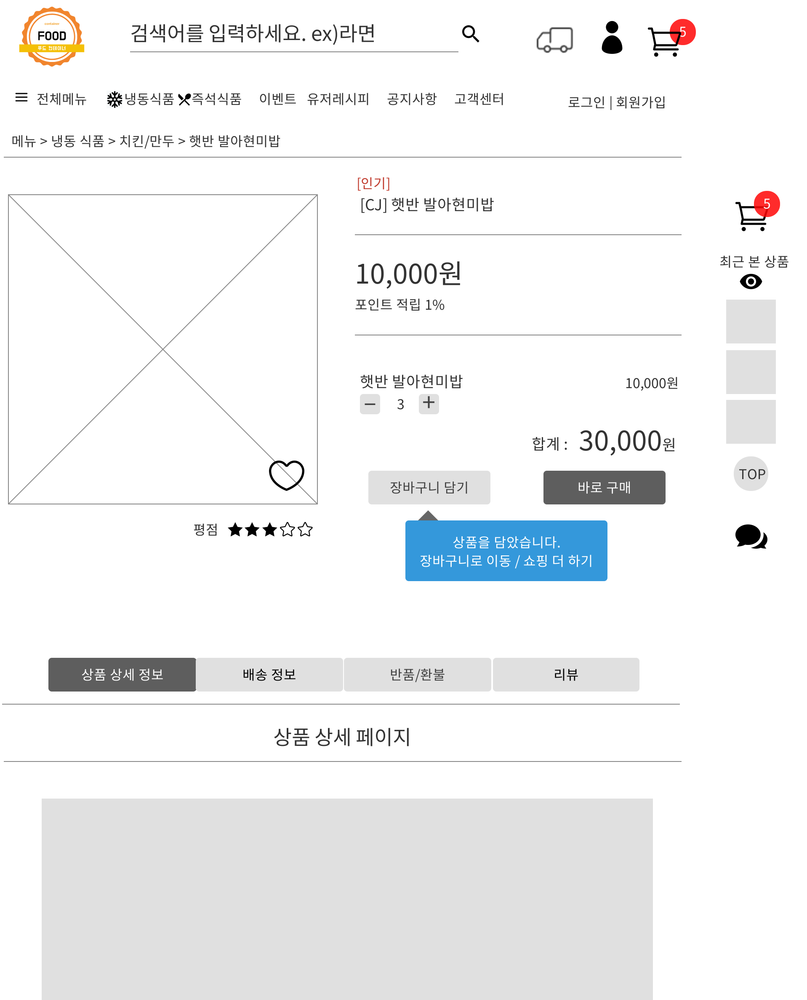 container
FOOD
푸드 컨테이너
검색어를 입력하세요. ex)라면
5
전체메뉴 냉동식품 즉석식품 이벤트 유저레시피 공지사항 고객센터 로그인 | 회원가입
메뉴 > 냉동 식품 > 치킨/만두 > 햇반 발아현미밥
[인기]
[CJ] 햇반 발아현미밥
5
10,000원
최근 본 상품
포인트 적립 1%
햇반 발아현미밥 10,000원
3
합계 : 30,000원
TOP
장바구니 담기 바로 구매
평점
상품을 담았습니다.
장바구니로 이동 / 쇼핑 더 하기
상품 상세 정보 배송 정보 반품/환불 리뷰
상품 상세 페이지